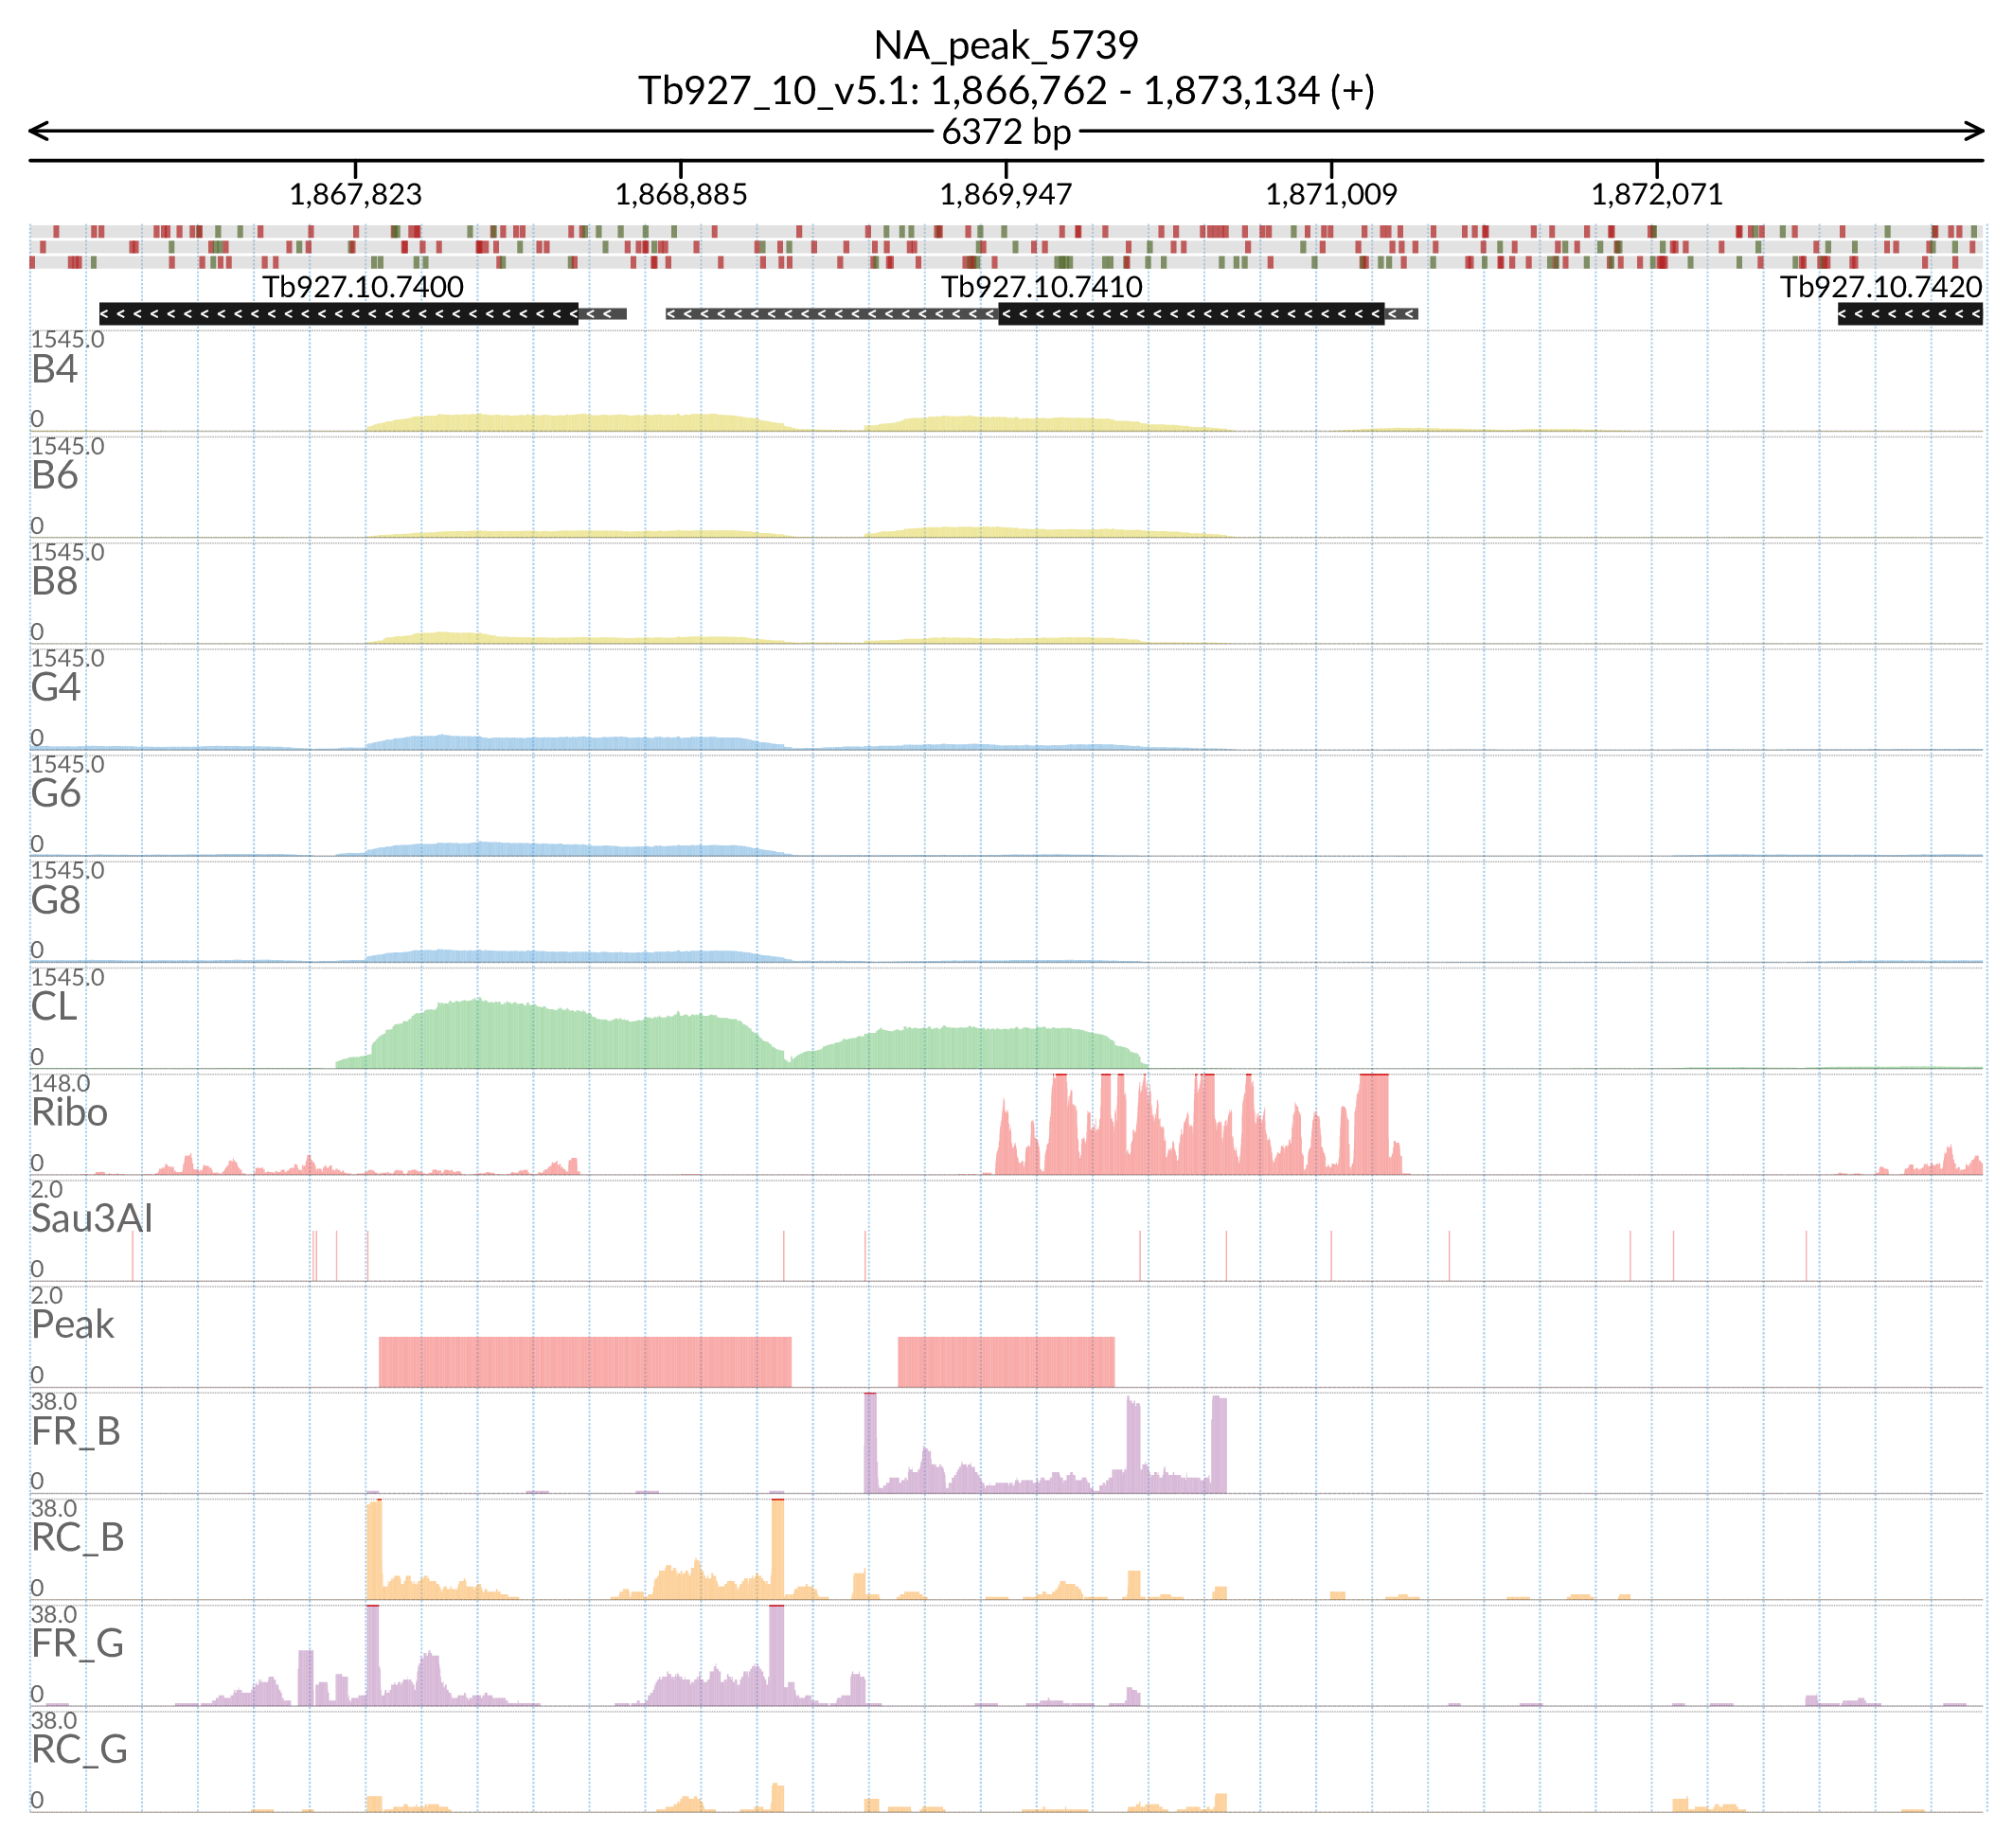 NA_peak_5739
Tb927_10_v5.1: 1,866,762 - 1,873,134 (+)
6372 bp
1,867,823 1,868,885 1,869,947 1,871,009 1,872,071
Tb927.10.7400 Tb927.10.7410 Tb927.10.7420
1545.0
B4
0
1545.0
B6
0
1545.0
B8
0
1545.0
G4
0
1545.0
G6
0
1545.0
G8
0
1545.0
CL
0
148.0
Ribo
0
2.0
Sau3AI
0
2.0
Peak
0
38.0
FR_B
0
38.0
RC_B
0
38.0
FR_G
0
38.0
RC_G
0